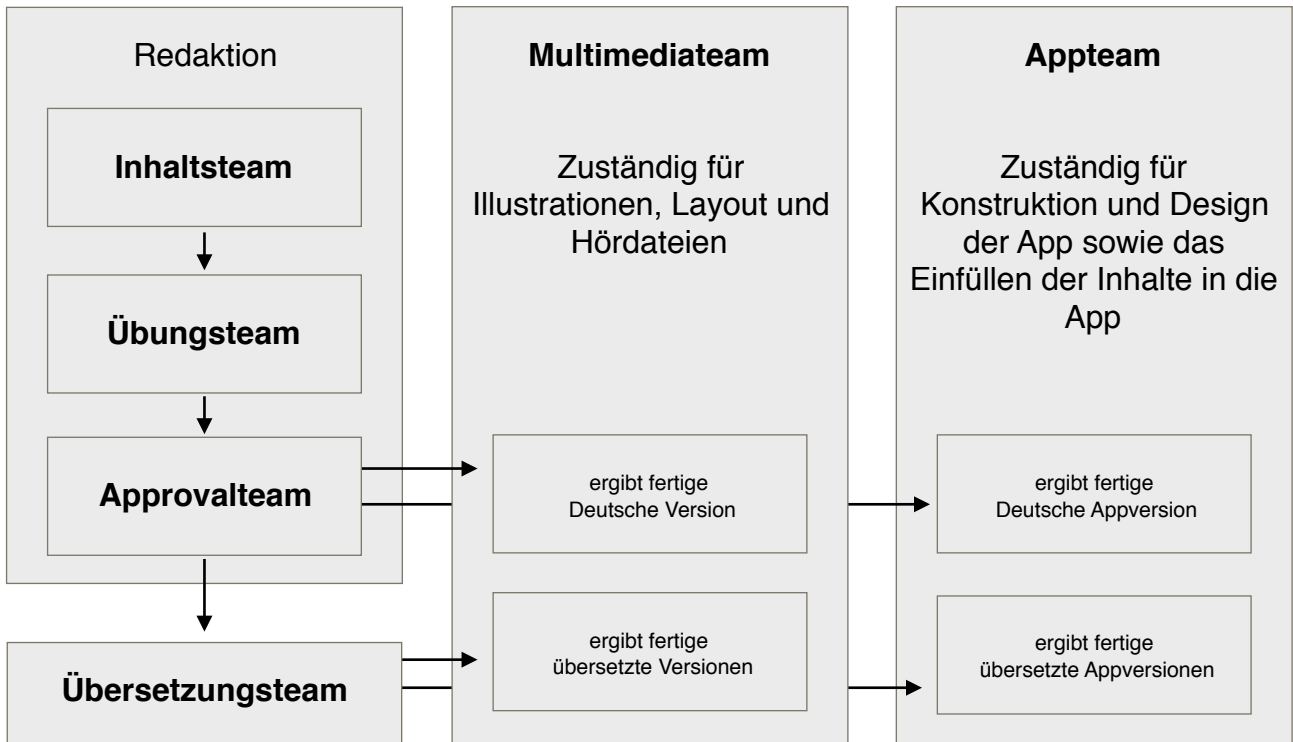 Redaktion
Inhaltsteam
Übungsteam
Approvalteam
Übersetzungsteam
Multimediateam
Zuständig für
Illustrationen, Layout und
Hördateien
ergibt fertige
Deutsche Version
ergibt fertige
übersetzte Versionen
Appteam
Zuständig für
Konstruktion und Design
der App sowie das
Einfüllen der Inhalte in die
App
ergibt fertige
Deutsche Appversion
ergibt fertige
übersetzte Appversionen